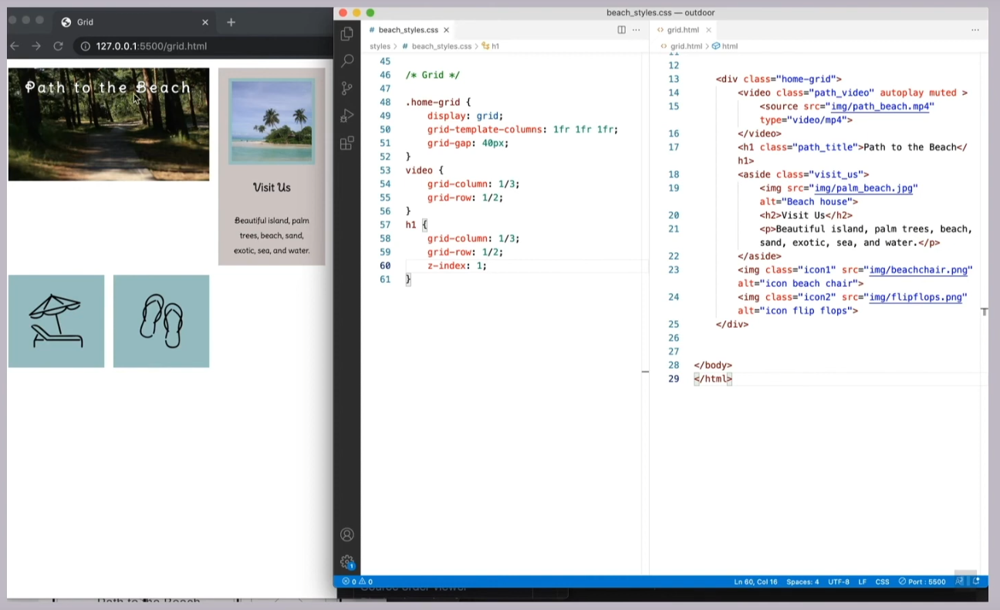 Grid
127.0.0.1:5500/grid.html
Path to the Beach
Visit Us
Beautiful island, palm
trees, beach, sand,
exotic, sea, and water.
beach_styles.css — outdoor
# beach_styles.css
styles > # beach_styles.css > h1
45
46 /* Grid */
47
48 .home-grid {
49 display: grid;
50 grid-template-columns: 1fr 1fr 1fr;
51 grid-gap: 40px;
52 }
53 video {
54 grid-column: 1/3;
55 grid-row: 1/2;
56 }
57 h1 {
58 grid-column: 1/3;
59 grid-row: 1/2;
60 z-index: 1;
61 }
<> grid.html
<> grid.html > html
11
12
13 <div class="home-grid">
14 <video class="path_video" autoplay muted >
15 <source src="img/path_beach.mp4"
type="video/mp4">
16 </video>
17 <h1 class="path_title">Path to the Beach</
h1>
18 <aside class="visit_us">
19 <img src="img/palm_beach.jpg"
alt="Beach house">
20 <h2>Visit Us</h2>
21 <p>Beautiful island, palm trees, beach,
sand, exotic, sea, and water.</p>
22 </aside>
23 <img class="icon1" src="img/beachchair.png"
alt="icon beach chair">
24 <img class="icon2" src="img/flipflops.png"
alt="icon flip flops">
25 </div>
26
27
28 </body>
29 </html>
1
0 0
Ln 60, Col 16 Spaces: 4 UTF-8 LF CSS Port : 5500
Path to the Beach
Source order viewer